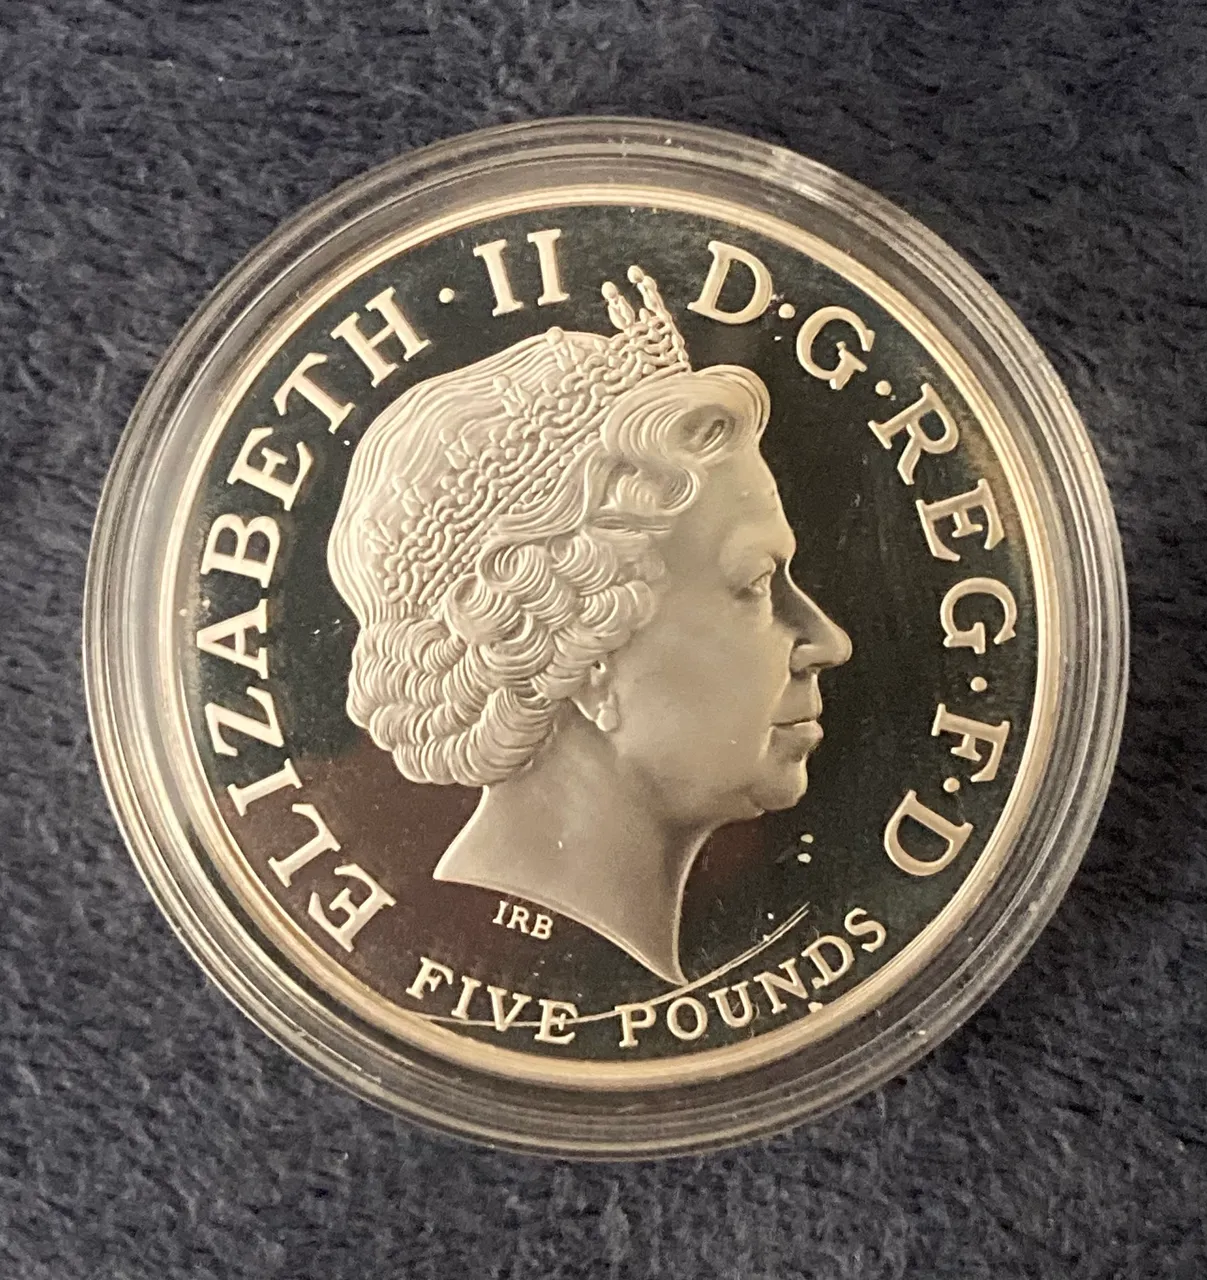 ELIZABETH · II D · G · REG · F · D
FIVE POUNDS
IRB